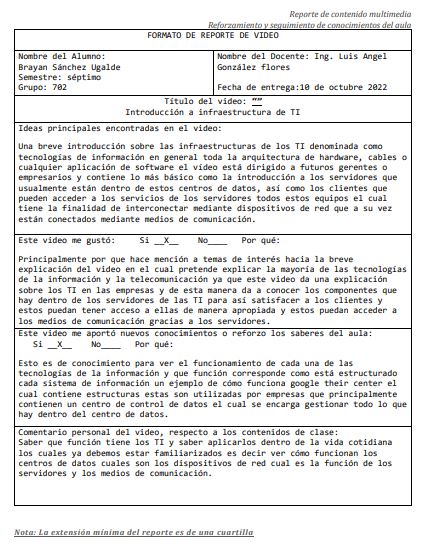 Reporte de contenido multimedia
Reforzamiento y seguimiento de conocimientos del aula
FORMATO DE REPORTE DE VIDEO
Nombre del Alumno:
Brayan Sánchez Ugalde
Semestre: séptimo
Grupo: 702
Nombre del Docente: Ing. Luis Angel
González flores
Fecha de entrega:10 de octubre 2022
Título del video: “”
Introducción a infraestructura de TI
Ideas principales encontradas en el video:
Una breve introducción sobre las infraestructuras de los TI denominada como
tecnologías de información en general toda la arquitectura de hardware, cables o
cualquier aplicación de software el video está dirigido a futuros gerentes o
empresarios y contiene lo más básico como la introducción a los servidores que
usualmente están dentro de estos centros de datos, así como los clientes que
pueden acceder a los servicios de los servidores todos estos equipos el cual
tiene la finalidad de interconectar mediante dispositivos de red que a su vez
están conectados mediante medios de comunicación.
Este video me gustó: Si __X__ No____ Por qué:
Principalmente por que hace mención a temas de interés hacia la breve
explicación del video en el cual pretende explicar la mayoría de las tecnologías
de la información y la telecomunicación ya que este video da una explicación
sobre los TI en las empresas y de esta manera da a conocer los componentes que
hay dentro de los servidores de las TI para así satisfacer a los clientes y
estos puedan tener acceso a ellas de manera apropiada y estos puedan acceder a
los medios de comunicación gracias a los servidores.
Este video me aportó nuevos conocimientos o reforzo los saberes del aula:
Si __X__ No____ Por qué:
Esto es de conocimiento para ver el funcionamiento de cada una de las
tecnologías de la información y que función corresponde como está estructurado
cada sistema de información un ejemplo de cómo funciona google their center el
cual contiene estructuras estas son utilizadas por empresas que principalmente
contienen un centro de control de datos el cual se encarga gestionar todo lo que
hay dentro del centro de datos.
Comentario personal del video, respecto a los contenidos de clase:
Saber que función tiene los TI y saber aplicarlos dentro de la vida cotidiana
los cuales ya debemos estar familiarizados es decir ver cómo funcionan los
centros de datos cuales son los dispositivos de red cual es la función de los
servidores y los medios de comunicación.
Nota: La extensión mínima del reporte es de una cuartilla